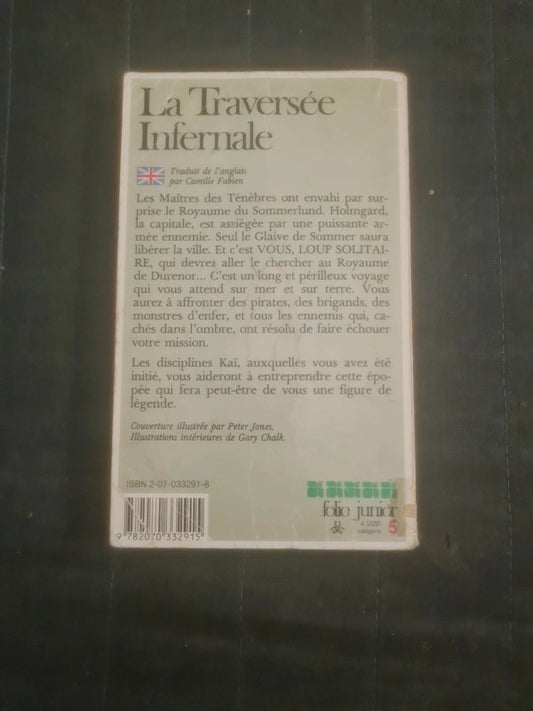 La Traversée
Infernale
Traduit de l'anglais
par Camille Fabien
Les Maîtres des Ténèbres ont envahi par sur-
prise le Royaume du Sommerlund. Holmgard,
la capitale, est assiégée par une puissante ar-
mée ennemie. Seul le Glaive de Sommer saura
libérer la ville. Et c'est VOUS, LOUP SOLITAI-
RE, qui devrez aller le chercher au Royaume
de Durenor... C'est un long et périlleux voyage
qui vous attend sur mer et sur terre. Vous
aurez à affronter des pirates, des brigands, des
monstres d'enfer, et tous les ennemis qui, ca-
chés dans l'ombre, ont résolu de faire échouer
votre mission.
Les disciplines Kaï, auxquelles vous avez été
initié, vous aideront à entreprendre cette épo-
pée qui fera peut-être de vous une figure de
légende.
Couverture illustrée par Peter Jones.
Illustrations intérieures de Gary Chalk.
ISBN 2-07-033291-8
9 782070 332915
folio junior
catégorie 5